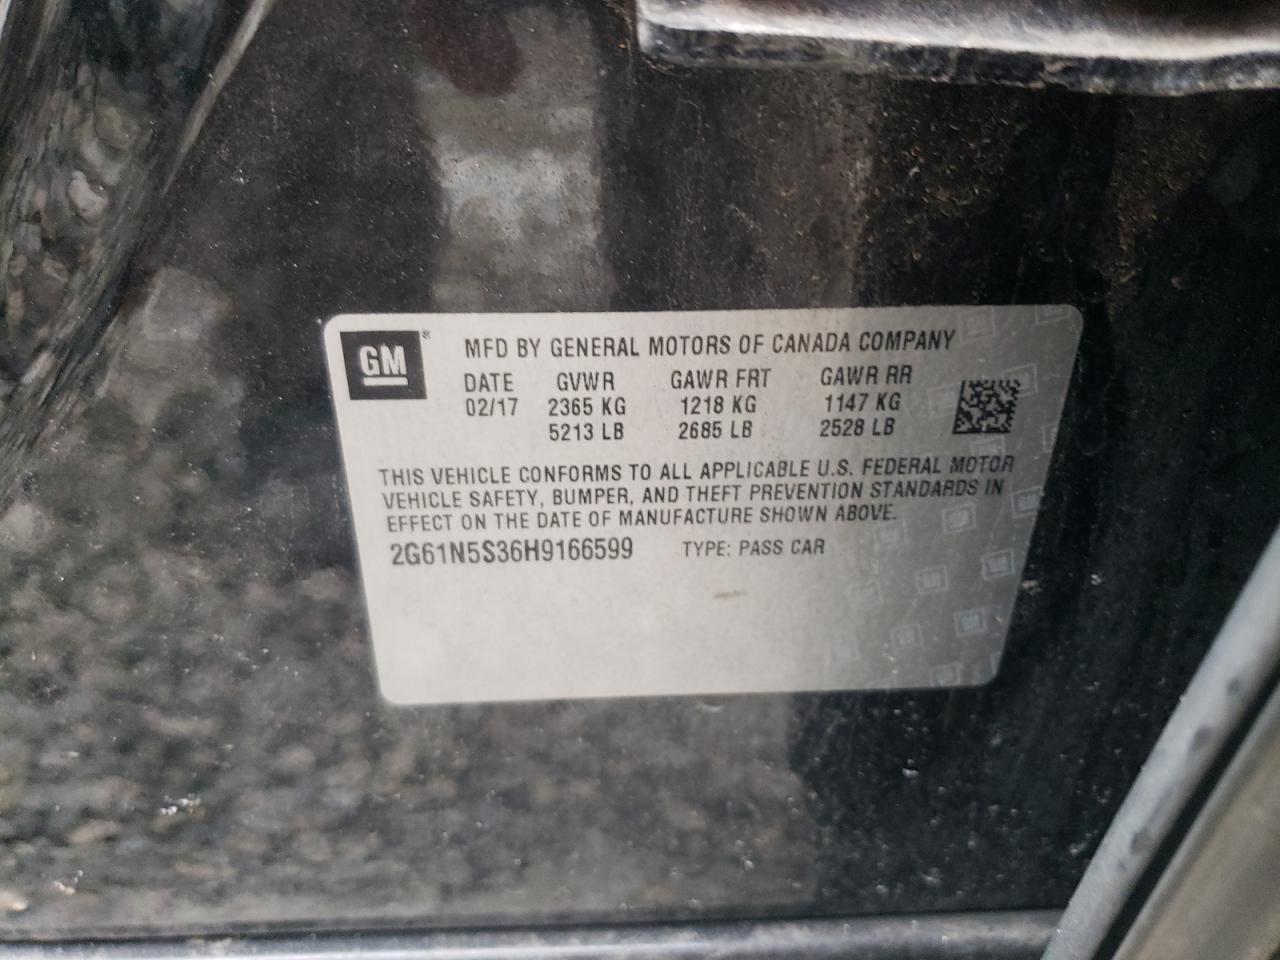 GM ®
MFD BY GENERAL MOTORS OF CANADA COMPANY
DATE GVWR GAWR FRT GAWR RR
02/17 2365 KG 1218 KG 1147 KG
5213 LB 2685 LB 2528 LB
THIS VEHICLE CONFORMS TO ALL APPLICABLE U.S. FEDERAL MOTOR
VEHICLE SAFETY, BUMPER, AND THEFT PREVENTION STANDARDS IN
EFFECT ON THE DATE OF MANUFACTURE SHOWN ABOVE.
2G61N5S36H9166599 TYPE: PASS CAR